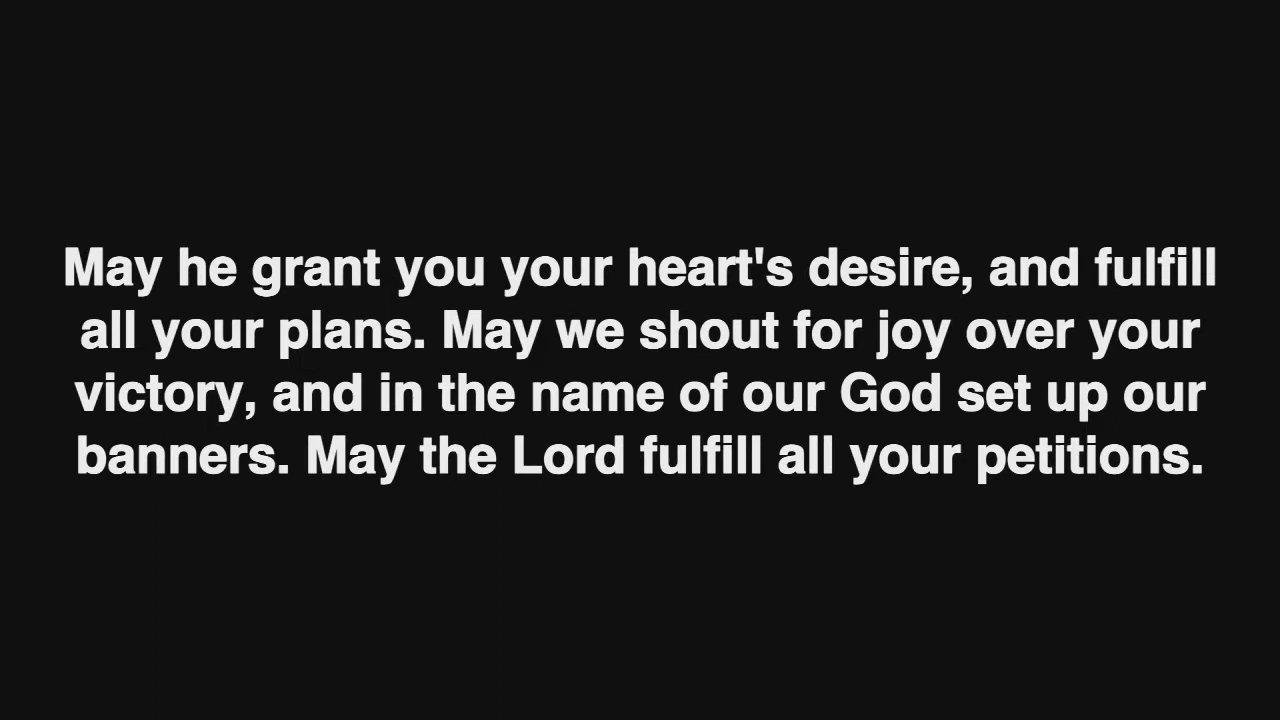 May he grant you your heart's desire, and fulfill
all your plans. May we shout for joy over your
victory, and in the name of our God set up our
banners. May the Lord fulfill all your petitions.